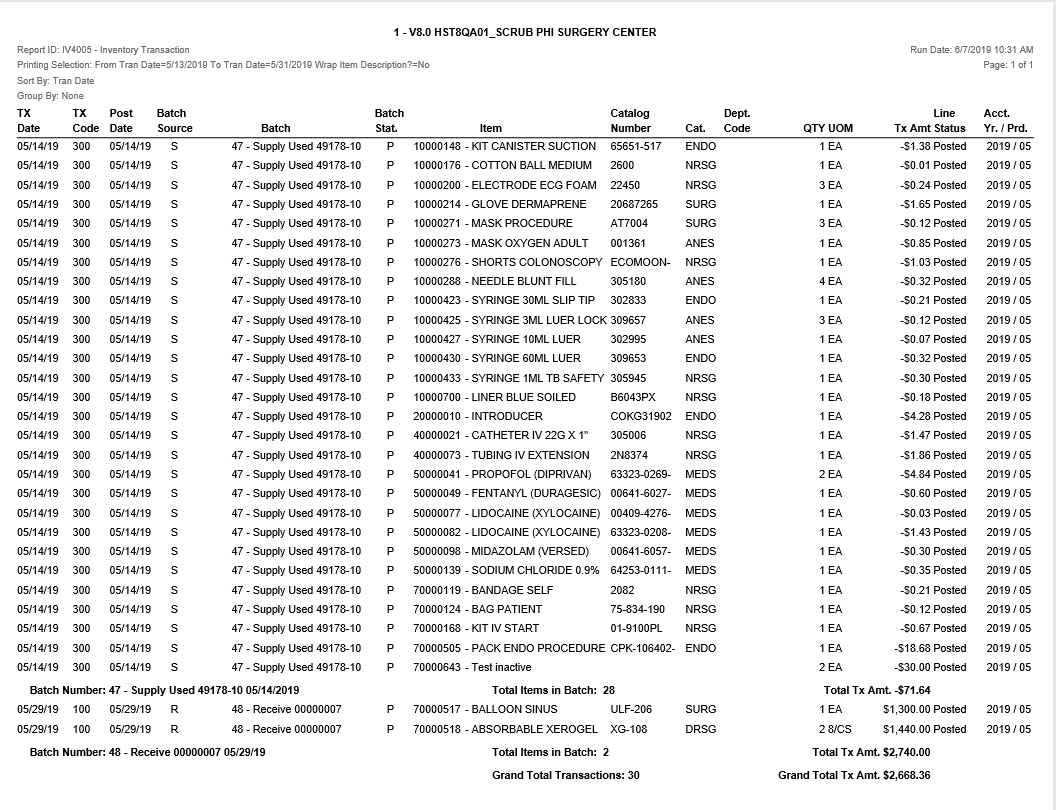 1 - V8.0 HST8QA01_SCRUB PHI SURGERY CENTER
Report ID: IV4005 - Inventory Transaction Run Date: 6/7/2019 10:31 AM
Printing Selection: From Tran Date=5/13/2019 To Tran Date=5/31/2019 Wrap Item Description?=No Page: 1 of 1
Sort By: Tran Date
Group By: None
TX TX Post Batch Batch Catalog Dept. Line Acct.
Date Code Date Source Batch Stat. Item Number Cat. Code QTY UOM Tx Amt Status Yr. / Prd.
05/14/19 300 05/14/19 S 47 - Supply Used 49178-10 P 10000148 - KIT CANISTER SUCTION 65651-517 ENDO 1 EA -$1.38 Posted 2019 / 05
05/14/19 300 05/14/19 S 47 - Supply Used 49178-10 P 10000176 - COTTON BALL MEDIUM 2600 NRSG 1 EA -$0.01 Posted 2019 / 05
05/14/19 300 05/14/19 S 47 - Supply Used 49178-10 P 10000200 - ELECTRODE ECG FOAM 22450 NRSG 3 EA -$0.24 Posted 2019 / 05
05/14/19 300 05/14/19 S 47 - Supply Used 49178-10 P 10000214 - GLOVE DERMAPRENE 20687265 SURG 1 EA -$1.65 Posted 2019 / 05
05/14/19 300 05/14/19 S 47 - Supply Used 49178-10 P 10000271 - MASK PROCEDURE AT7004 SURG 3 EA -$0.12 Posted 2019 / 05
05/14/19 300 05/14/19 S 47 - Supply Used 49178-10 P 10000273 - MASK OXYGEN ADULT 001361 ANES 1 EA -$0.85 Posted 2019 / 05
05/14/19 300 05/14/19 S 47 - Supply Used 49178-10 P 10000276 - SHORTS COLONOSCOPY ECOMOON- NRSG 1 EA -$1.03 Posted 2019 / 05
05/14/19 300 05/14/19 S 47 - Supply Used 49178-10 P 10000288 - NEEDLE BLUNT FILL 305180 ANES 4 EA -$0.32 Posted 2019 / 05
05/14/19 300 05/14/19 S 47 - Supply Used 49178-10 P 10000423 - SYRINGE 30ML SLIP TIP 302833 ENDO 1 EA -$0.21 Posted 2019 / 05
05/14/19 300 05/14/19 S 47 - Supply Used 49178-10 P 10000425 - SYRINGE 3ML LUER LOCK 309657 ANES 3 EA -$0.12 Posted 2019 / 05
05/14/19 300 05/14/19 S 47 - Supply Used 49178-10 P 10000427 - SYRINGE 10ML LUER 302995 ANES 1 EA -$0.07 Posted 2019 / 05
05/14/19 300 05/14/19 S 47 - Supply Used 49178-10 P 10000430 - SYRINGE 60ML LUER 309653 ENDO 1 EA -$0.32 Posted 2019 / 05
05/14/19 300 05/14/19 S 47 - Supply Used 49178-10 P 10000433 - SYRINGE 1ML TB SAFETY 305945 NRSG 1 EA -$0.30 Posted 2019 / 05
05/14/19 300 05/14/19 S 47 - Supply Used 49178-10 P 10000700 - LINER BLUE SOILED B6043PX NRSG 1 EA -$0.18 Posted 2019 / 05
05/14/19 300 05/14/19 S 47 - Supply Used 49178-10 P 20000010 - INTRODUCER COKG31902 ENDO 1 EA -$4.28 Posted 2019 / 05
05/14/19 300 05/14/19 S 47 - Supply Used 49178-10 P 40000021 - CATHETER IV 22G X 1" 305006 NRSG 1 EA -$1.47 Posted 2019 / 05
05/14/19 300 05/14/19 S 47 - Supply Used 49178-10 P 40000073 - TUBING IV EXTENSION 2N8374 NRSG 1 EA -$1.86 Posted 2019 / 05
05/14/19 300 05/14/19 S 47 - Supply Used 49178-10 P 50000041 - PROPOFOL (DIPRIVAN) 63323-0269- MEDS 2 EA -$4.84 Posted 2019 / 05
05/14/19 300 05/14/19 S 47 - Supply Used 49178-10 P 50000049 - FENTANYL (DURAGESIC) 00641-6027- MEDS 1 EA -$0.60 Posted 2019 / 05
05/14/19 300 05/14/19 S 47 - Supply Used 49178-10 P 50000077 - LIDOCAINE (XYLOCAINE) 00409-4276- MEDS 1 EA -$0.03 Posted 2019 / 05
05/14/19 300 05/14/19 S 47 - Supply Used 49178-10 P 50000082 - LIDOCAINE (XYLOCAINE) 63323-0208- MEDS 1 EA -$1.43 Posted 2019 / 05
05/14/19 300 05/14/19 S 47 - Supply Used 49178-10 P 50000098 - MIDAZOLAM (VERSED) 00641-6057- MEDS 1 EA -$0.30 Posted 2019 / 05
05/14/19 300 05/14/19 S 47 - Supply Used 49178-10 P 50000139 - SODIUM CHLORIDE 0.9% 64253-0111- MEDS 1 EA -$0.35 Posted 2019 / 05
05/14/19 300 05/14/19 S 47 - Supply Used 49178-10 P 70000119 - BANDAGE SELF 2082 NRSG 1 EA -$0.21 Posted 2019 / 05
05/14/19 300 05/14/19 S 47 - Supply Used 49178-10 P 70000124 - BAG PATIENT 75-834-190 NRSG 1 EA -$0.12 Posted 2019 / 05
05/14/19 300 05/14/19 S 47 - Supply Used 49178-10 P 70000168 - KIT IV START 01-9100PL NRSG 1 EA -$0.67 Posted 2019 / 05
05/14/19 300 05/14/19 S 47 - Supply Used 49178-10 P 70000505 - PACK ENDO PROCEDURE CPK-106402- ENDO 1 EA -$18.68 Posted 2019 / 05
05/14/19 300 05/14/19 S 47 - Supply Used 49178-10 P 70000643 - Test inactive 2 EA -$30.00 Posted 2019 / 05
Batch Number: 47 - Supply Used 49178-10 05/14/2019 Total Items in Batch: 28 Total Tx Amt. -$71.64
05/29/19 100 05/29/19 R 48 - Receive 00000007 P 70000517 - BALLOON SINUS ULF-206 SURG 1 EA $1,300.00 Posted 2019 / 05
05/29/19 100 05/29/19 R 48 - Receive 00000007 P 70000518 - ABSORBABLE XEROGEL XG-108 DRSG 2 8/CS $1,440.00 Posted 2019 / 05
Batch Number: 48 - Receive 00000007 05/29/19 Total Items in Batch: 2 Total Tx Amt. $2,740.00
Grand Total Transactions: 30 Grand Total Tx Amt. $2,668.36